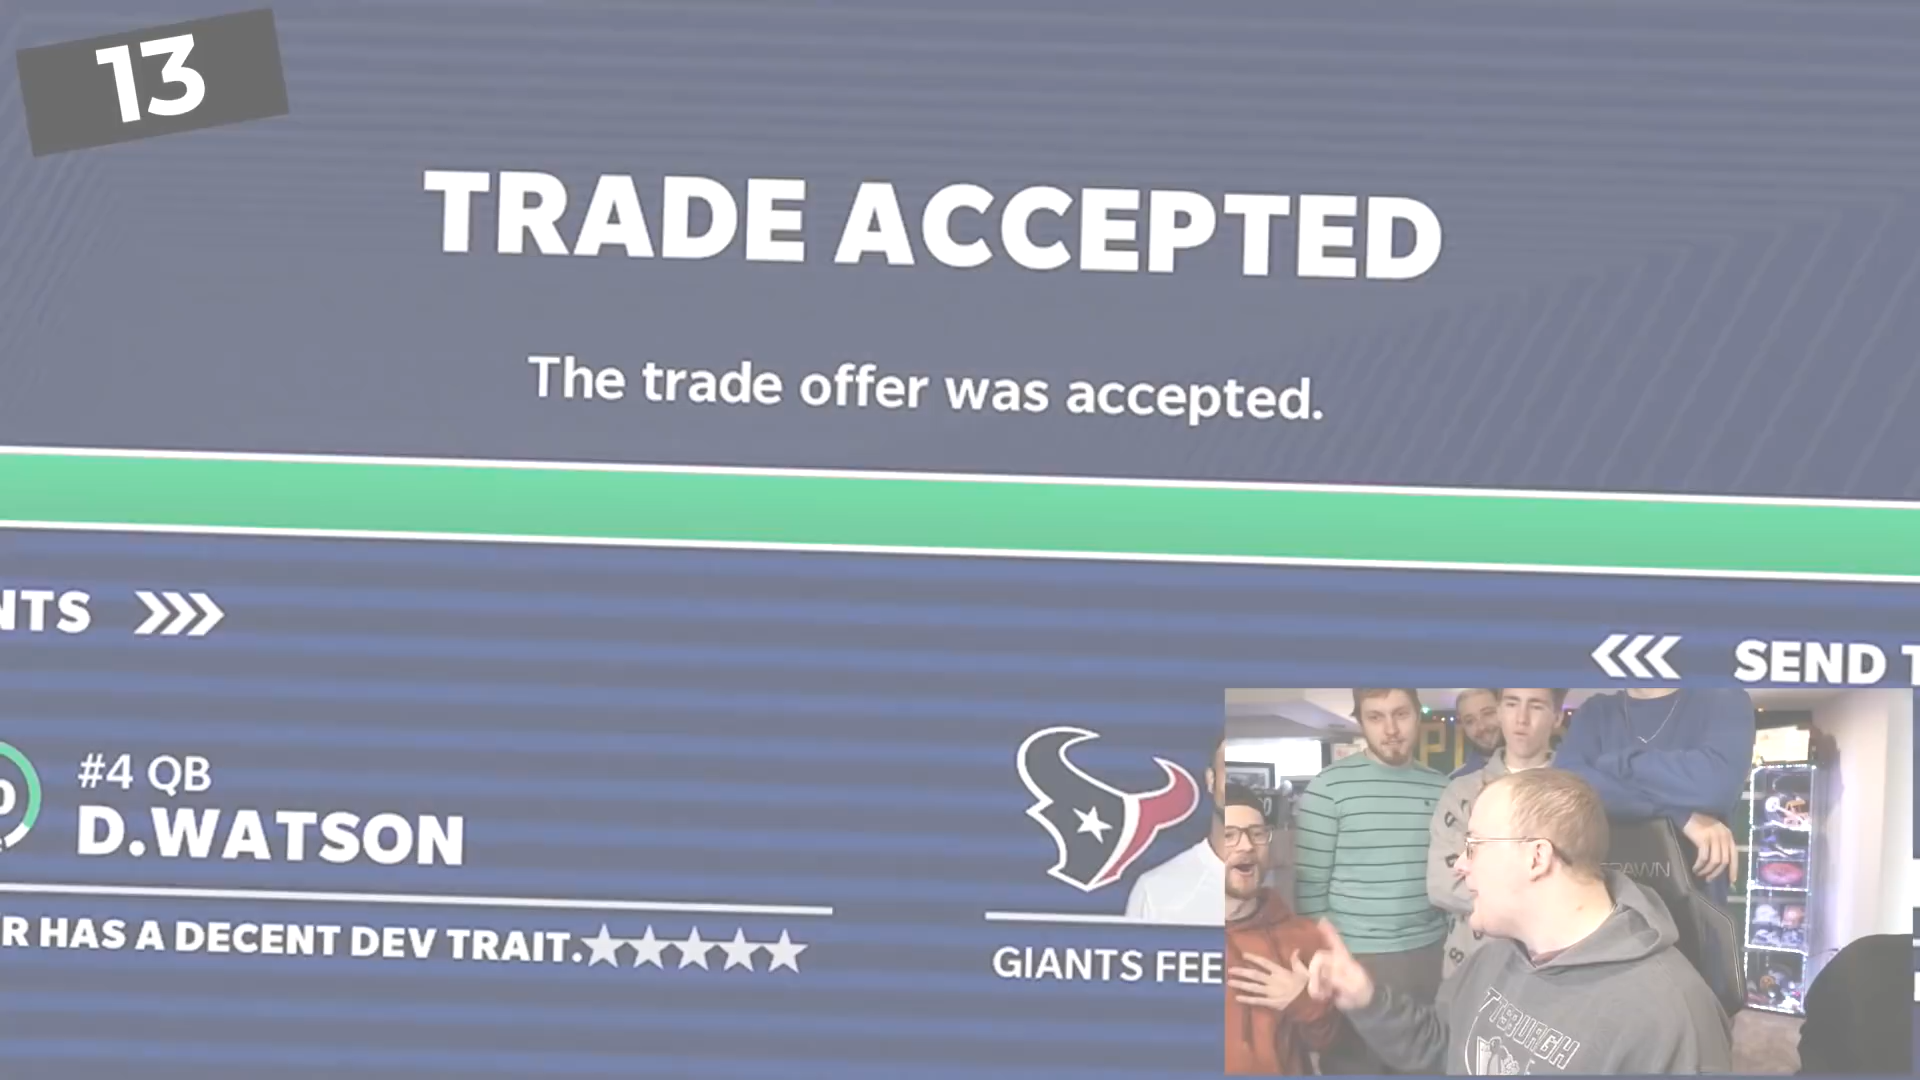 13
TRADE ACCEPTED
The trade offer was accepted.
NTS
SEND T
#4 QB
D.WATSON
R HAS A DECENT DEV TRAIT.
GIANTS FEE